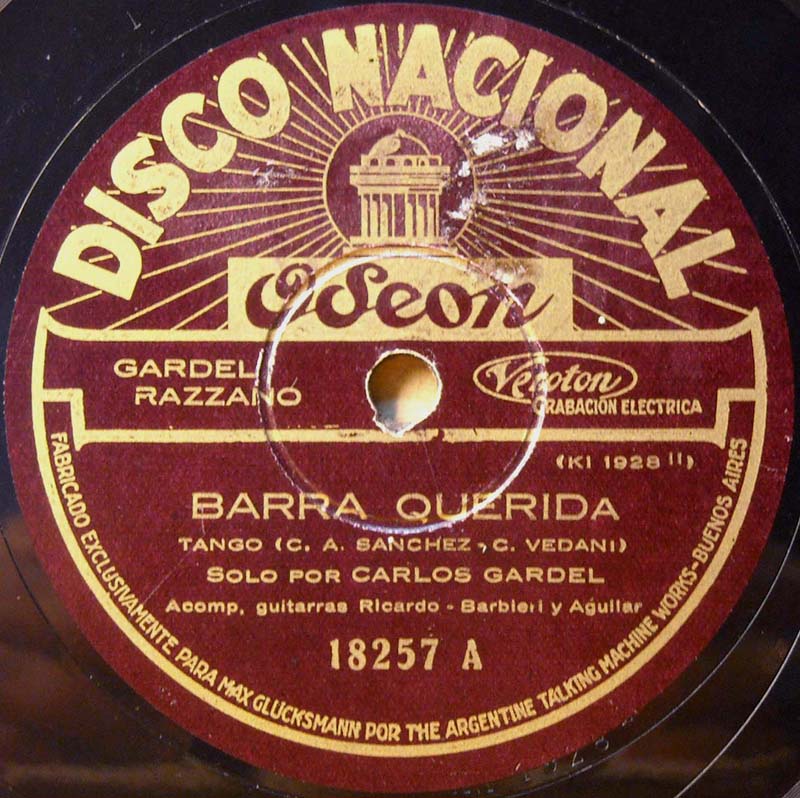 DISCO NACIONAL
Odeon
GARDEL
RAZZANO
Veroton
GRABACIÓN ELECTRICA
(KI 1928 II)
BARRA QUERIDA
TANGO (C. A. SANCHEZ-C. VEDANI)
SOLO POR CARLOS GARDEL
Acomp, guitarras Ricardo - Barbieri y Aguilar
18257 A
FABRICADO EXCLUSIVAMENTE PARA MAX GLUCKSMANN POR THE ARGENTINE TALKING MACHINE WORKS-BUENOS AIRES